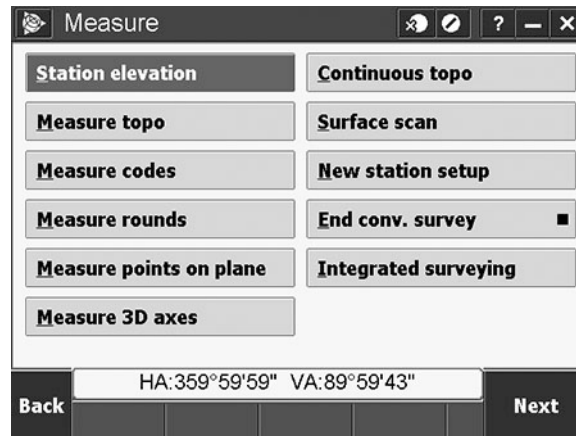 Measure
?
Station elevation
Measure topo
Measure codes
Measure rounds
Measure points on plane
Measure 3D axes
Continuous topo
Surface scan
New station setup
End conv. survey
Integrated surveying
HA:359°59'59" VA:89°59'43"
Back
Next